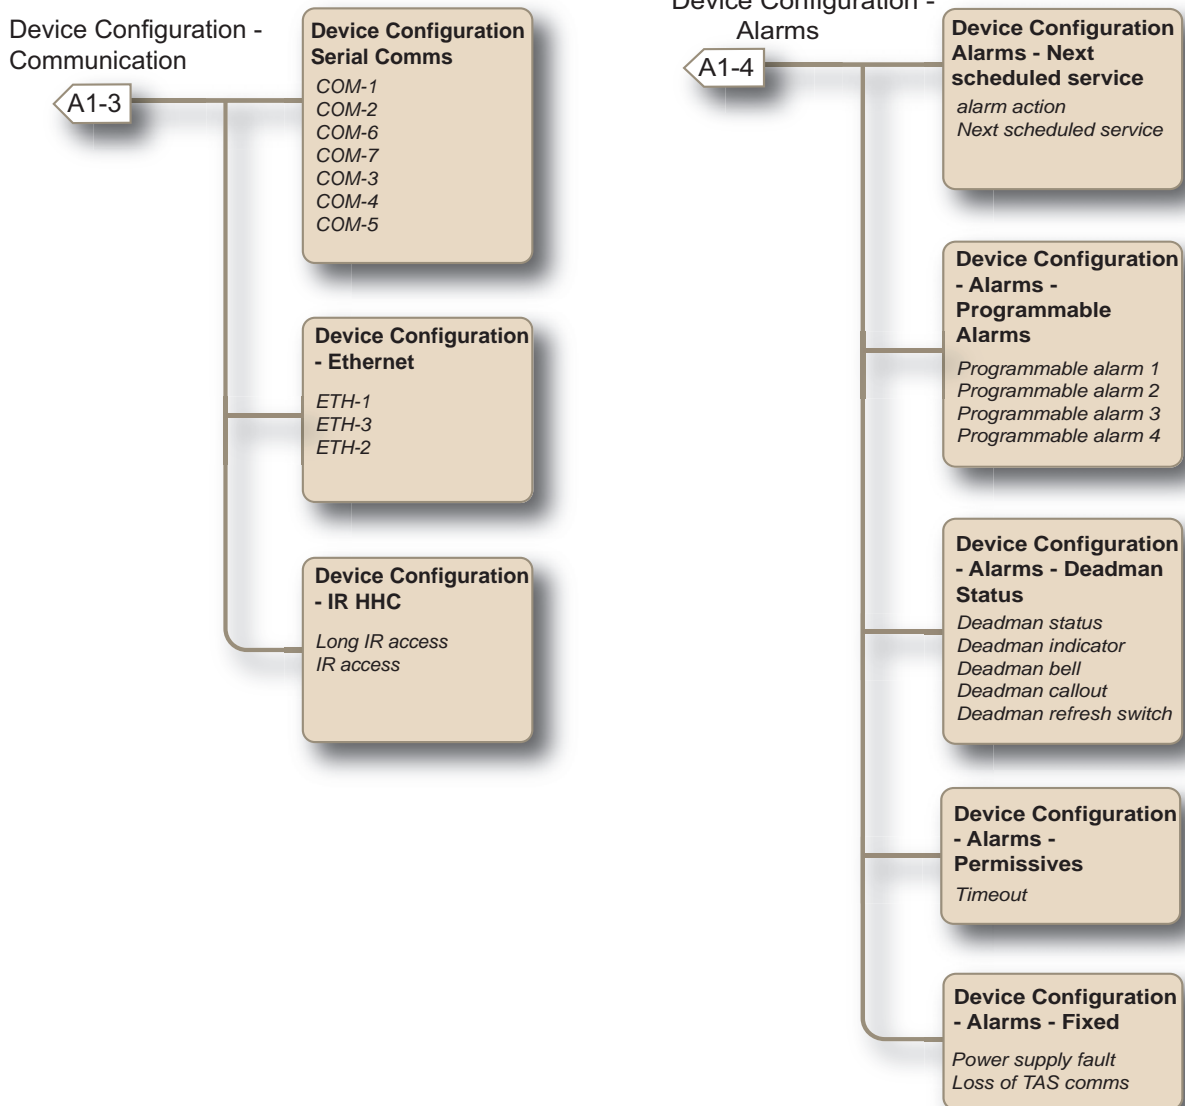 Device Configuration -
Communication
A1-3
Device Configuration
Serial Comms
COM-1
COM-2
COM-6
COM-7
COM-3
COM-4
COM-5
Device Configuration
- Ethernet
ETH-1
ETH-3
ETH-2
Device Configuration
- IR HHC
Long IR access
IR access
Device Configuration -
Alarms
A1-4
Device Configuration
Alarms - Next
scheduled service
alarm action
Next scheduled service
Device Configuration
- Alarms -
Programmable
Alarms
Programmable alarm 1
Programmable alarm 2
Programmable alarm 3
Programmable alarm 4
Device Configuration
- Alarms - Deadman
Status
Deadman status
Deadman indicator
Deadman bell
Deadman callout
Deadman refresh switch
Device Configuration
- Alarms -
Permissives
Timeout
Device Configuration
- Alarms - Fixed
Power supply fault
Loss of TAS comms